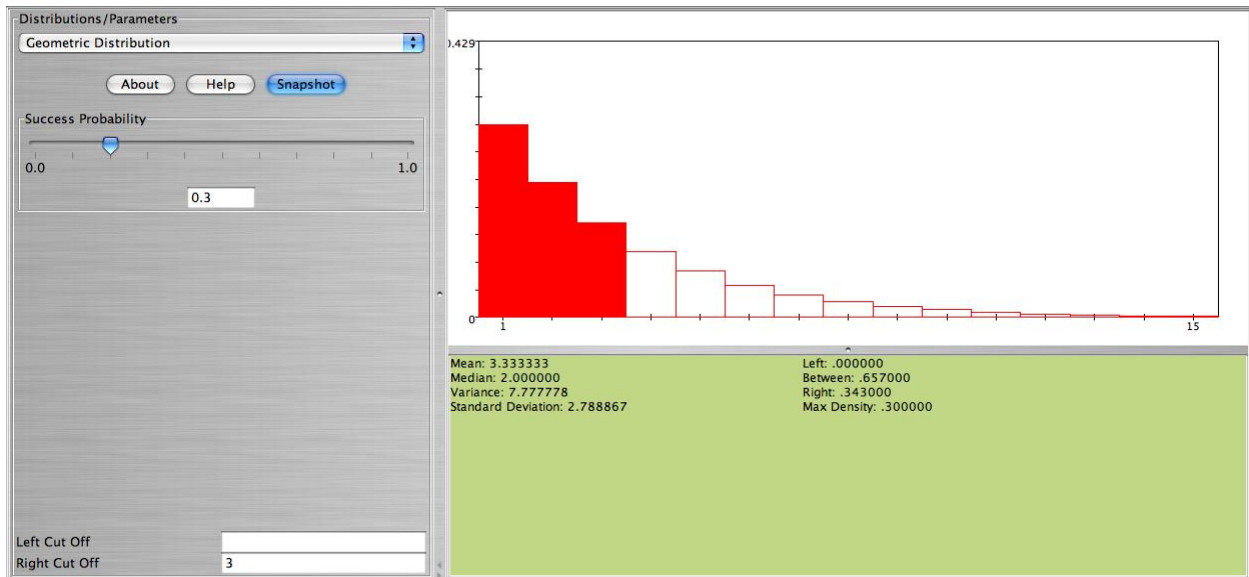 Distributions/Parameters
Geometric Distribution
About Help Snapshot
Success Probability
0.0 1.0
0.3
Left Cut Off
Right Cut Off 3
0.429
0
1 15
Mean: 3.333333
Median: 2.000000
Variance: 7.777778
Standard Deviation: 2.788867
Left: .000000
Between: .657000
Right: .343000
Max Density: .300000